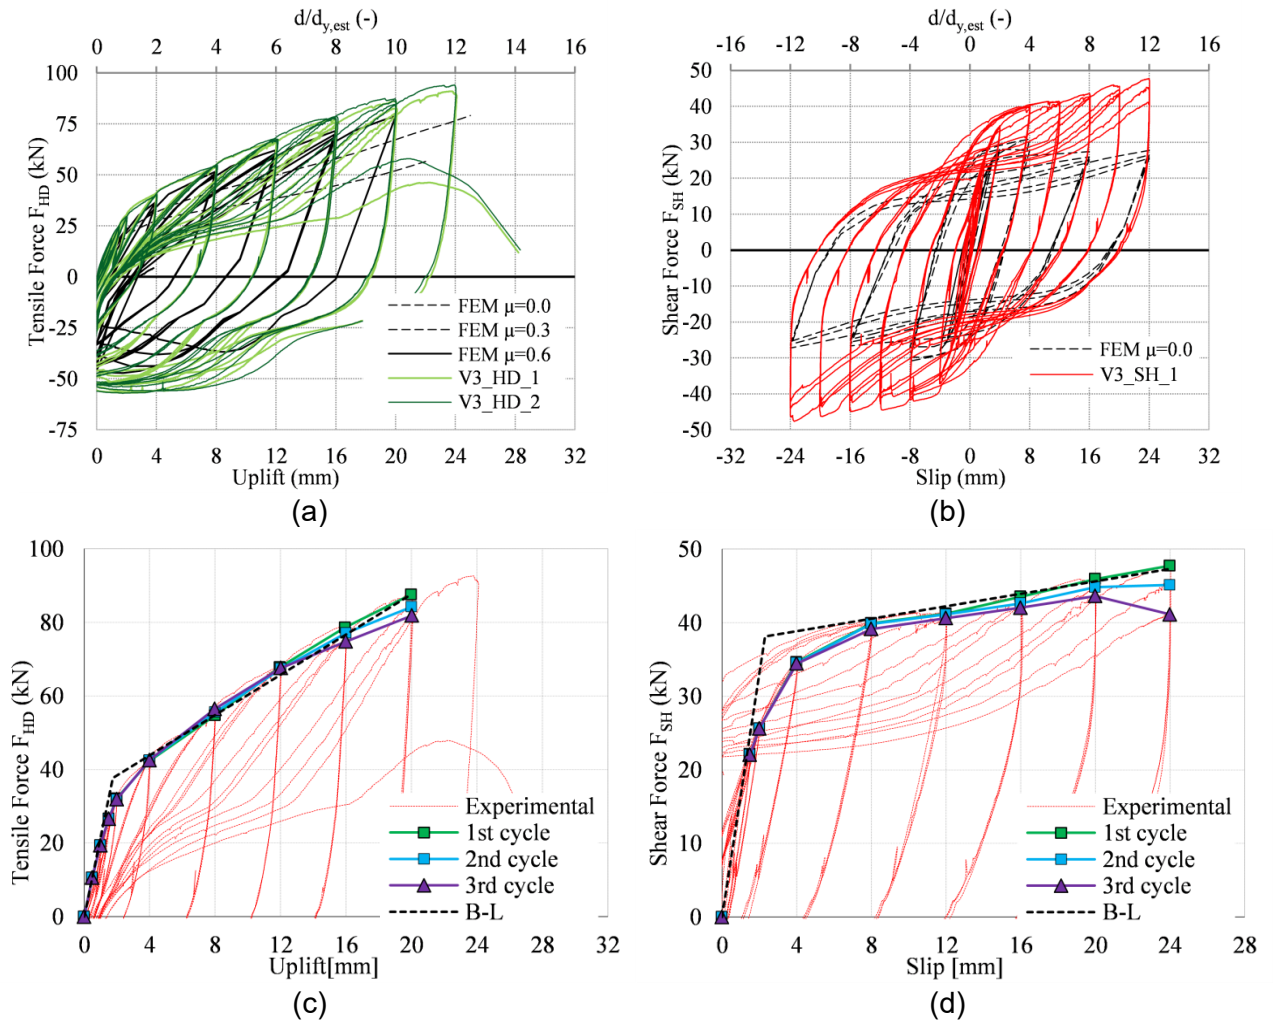 d/dy,est (-)
0 2 4 6 8 10 12 14 16
100
75
50
25
0
-25
-50
-75
Tensile Force FHD (kN)
FEM μ=0.0
FEM μ=0.3
FEM μ=0.6
V3_HD_1
V3_HD_2
0 4 8 12 16 20 24 28 32
Uplift (mm)
(a)
d/dy,est (-)
-16 -12 -8 -4 0 4 8 12 16
50
40
30
20
10
0
-10
-20
-30
-40
-50
Shear Force FSH (kN)
FEM μ=0.0
V3_SH_1
-32 -24 -16 -8 0 8 16 24 32
Slip (mm)
(b)
100
80
60
40
20
0
Tensile Force FHD (kN)
Experimental
1st cycle
2nd cycle
3rd cycle
B-L
0 4 8 12 16 20 24 28 32
Uplift[mm]
(c)
50
40
30
20
10
0
Shear Force FSH (kN)
Experimental
1st cycle
2nd cycle
3rd cycle
B-L
0 4 8 12 16 20 24 28
Slip [mm]
(d)